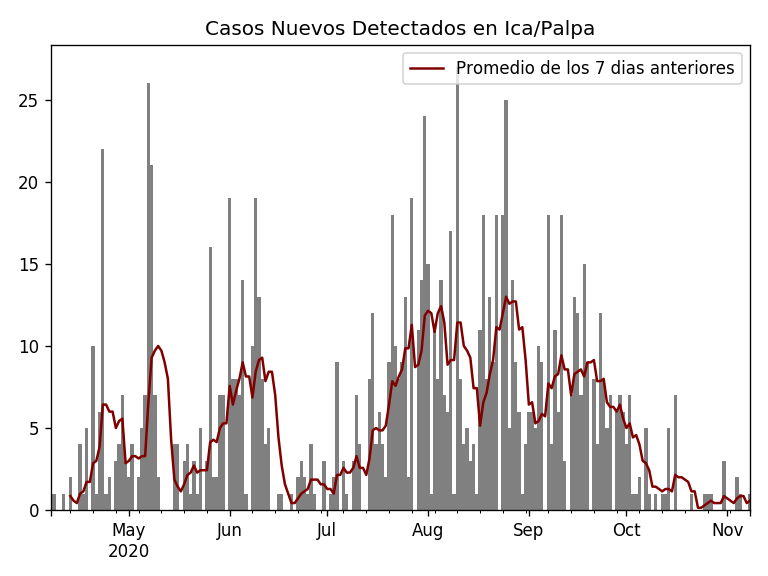 Casos Nuevos Detectados en Ica/Palpa
Promedio de los 7 dias anteriores
25
20
15
10
5
0
May Jun Jul Aug Sep Oct Nov
2020